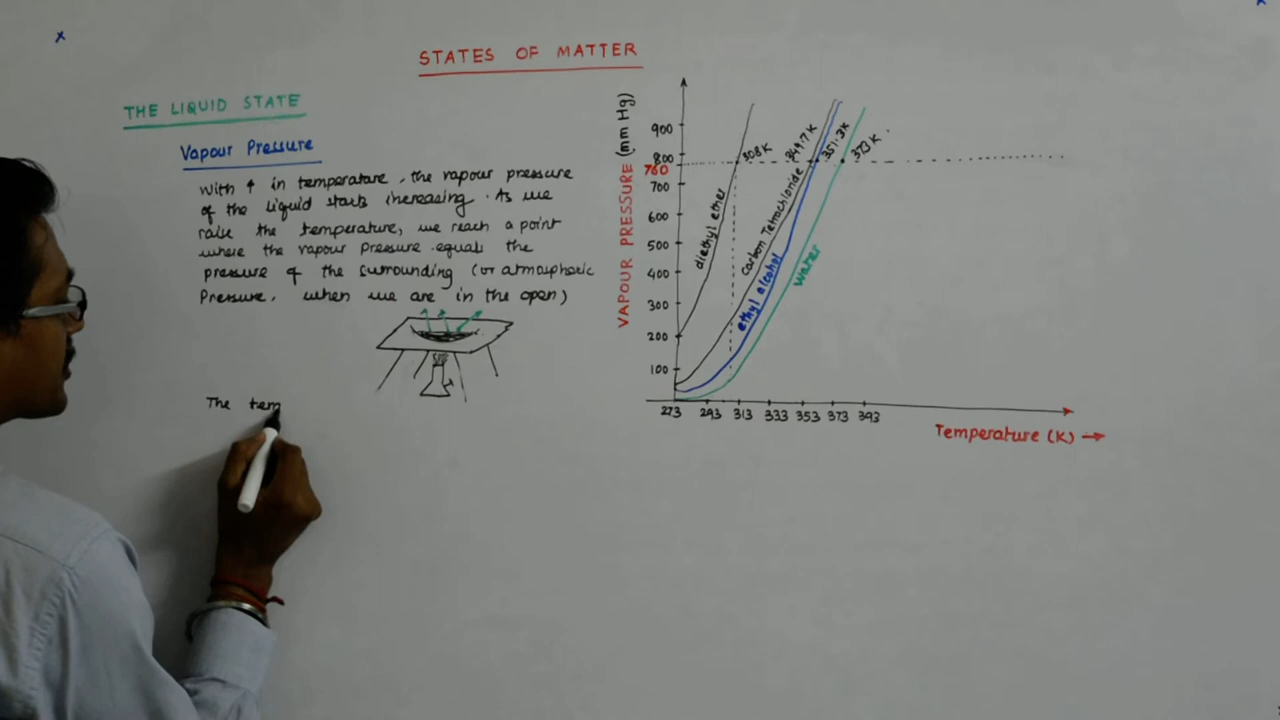 x
x
STATES OF MATTER
THE LIQUID STATE
Vapour Pressure
With ↑ in temperature, the vapour pressure
of the liquid starts increasing. As we
raise the temperature, we reach a point
where the vapour pressure equals the
pressure of the surrounding (or atmospheric
Pressure, when we are in the open)
The tem
VAPOUR PRESSURE (mm Hg)
900
800
760
700
600
500
400
300
200
100
273 293 313 333 353 373 393
Temperature (K) →
308K
349.7K
351.3K
373K
diethyl ether
Carbon Tetrachloride
ethyl alcohol
water